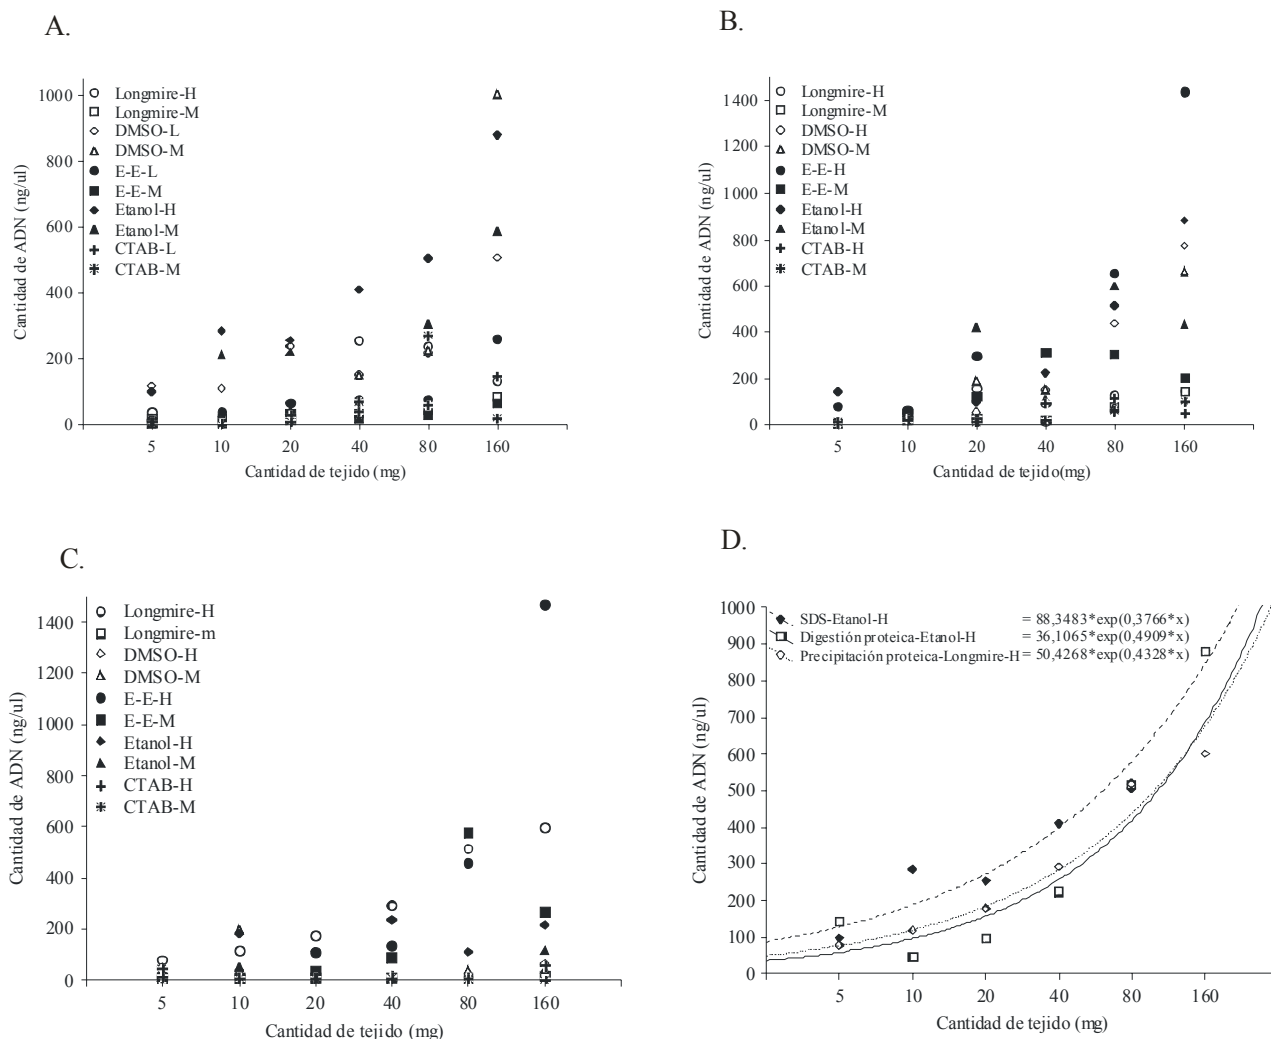 A.
Cantidad de ADN (ng/ul)
1000
800
600
400
200
0
Longmire-H
Longmire-M
DMSO-L
DMSO-M
E-E-L
E-E-M
Etanol-H
Etanol-M
CTAB-L
CTAB-M
5 10 20 40 80 160
Cantidad de tejido (mg)
B.
Cantidad de ADN (ng/ul)
1400
1200
1000
800
600
400
200
0
Longmire-H
Longmire-M
DMSO-H
DMSO-M
E-E-H
E-E-M
Etanol-H
Etanol-M
CTAB-H
CTAB-M
5 10 20 40 80 160
Cantidad de tejido(mg)
C.
Cantidad de ADN (ng/ul)
1400
1200
1000
800
600
400
200
0
Longmire-H
Longmire-m
DMSO-H
DMSO-M
E-E-H
E-E-M
Etanol-H
Etanol-M
CTAB-H
CTAB-M
5 10 20 40 80 160
Cantidad de tejido (mg)
D.
Cantidad de ADN (ng/ul)
1000
900
800
700
600
500
400
300
200
100
0
SDS-Etanol-H = 88,3483*exp(0,3766*x)
Digestión proteica-Etanol-H = 36,1065*exp(0,4909*x)
Precipitación proteica-Longmire-H = 50,4268*exp(0,4328*x)
5 10 20 40 80 160
Cantidad de tejido (mg)